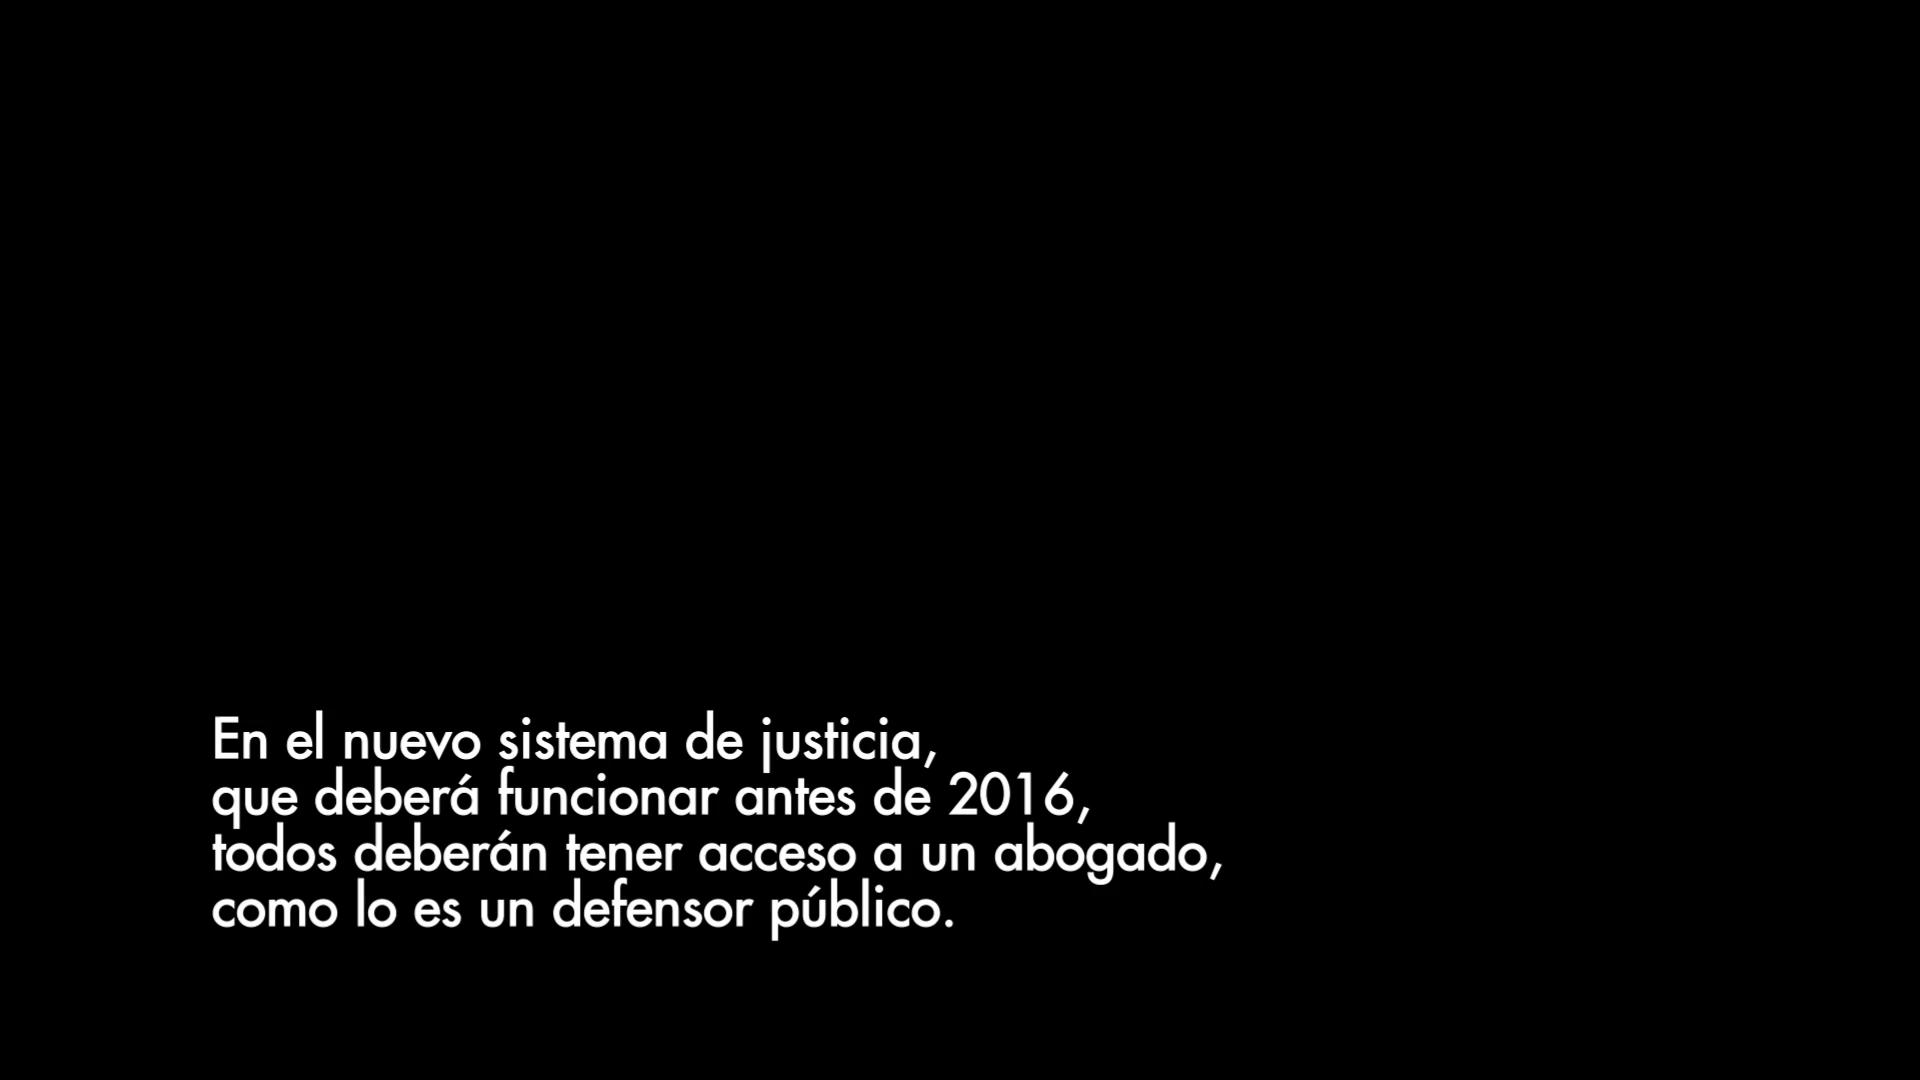 En el nuevo sistema de justicia,
que deberá funcionar antes de 2016,
todos deberán tener acceso a un abogado,
como lo es un defensor público.